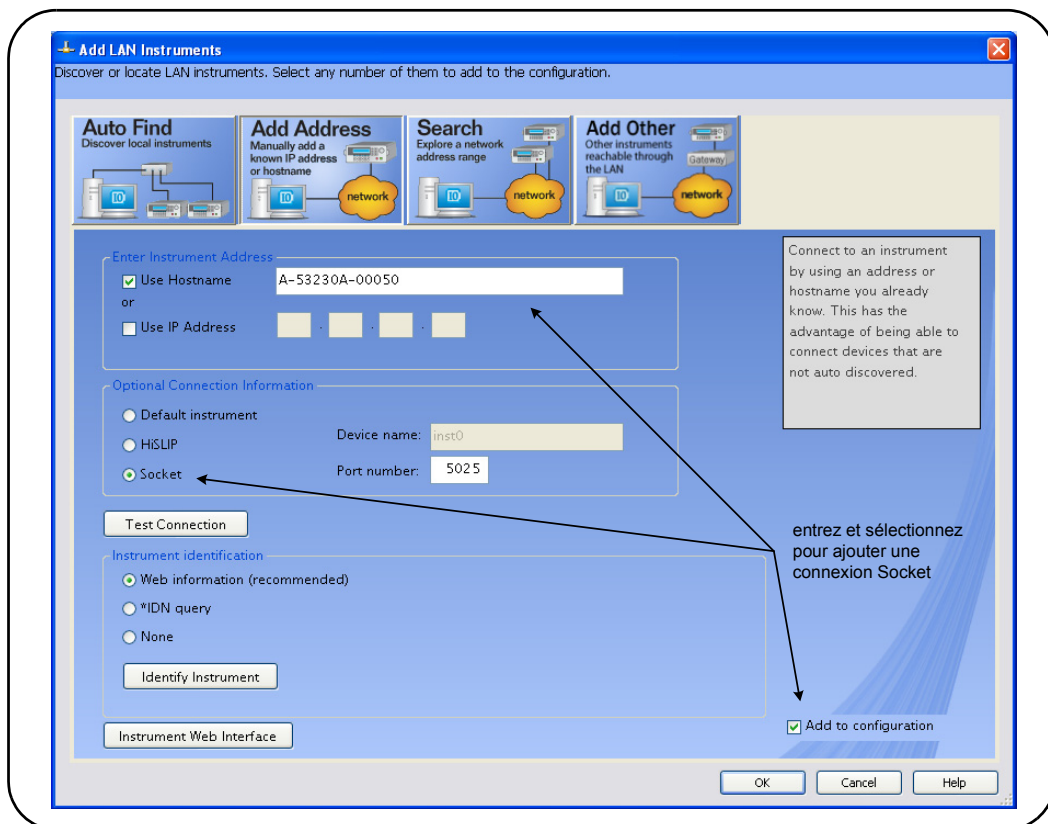 Add LAN Instruments
Discover or locate LAN instruments. Select any number of them to add to the configuration.
Auto Find
Discover local instruments
IO
Add Address
Manually add a
known IP address
or hostname
IO
network
Search
Explore a network
address range
IO
network
Add Other
Other instruments
reachable through
the LAN
Gateway
IO
network
Enter Instrument Address
Use Hostname
A-53230A-00050
or
Use IP Address
. . .
Connect to an instrument
by using an address or
hostname you already
know. This has the
advantage of being able to
connect devices that are
not auto discovered.
Optional Connection Information
Default instrument
HiSLIP
Socket
Device name: inst0
Port number: 5025
Test Connection
entrez et sélectionnez
pour ajouter une
connexion Socket
Instrument identification
Web information (recommended)
*IDN query
None
Identify Instrument
Instrument Web Interface
Add to configuration
OK
Cancel
Help